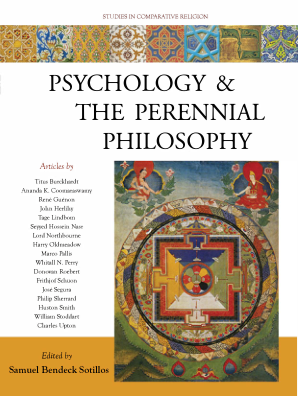 STUDIES IN COMPARATIVE RELIGION
PSYCHOLOGY &
THE PERENNIAL
PHILOSOPHY
Articles by
Titus Burckhardt
Ananda K. Coomaraswamy
René Guénon
John Herlihy
Tage Lindbom
Seyyed Hossein Nasr
Lord Northbourne
Harry Oldmeadow
Marco Pallis
Whitall N. Perry
Donovan Roebert
Frithjof Schuon
José Segura
Philip Sherrard
Huston Smith
William Stoddart
Charles Upton
Edited by
Samuel Bendeck Sotillos